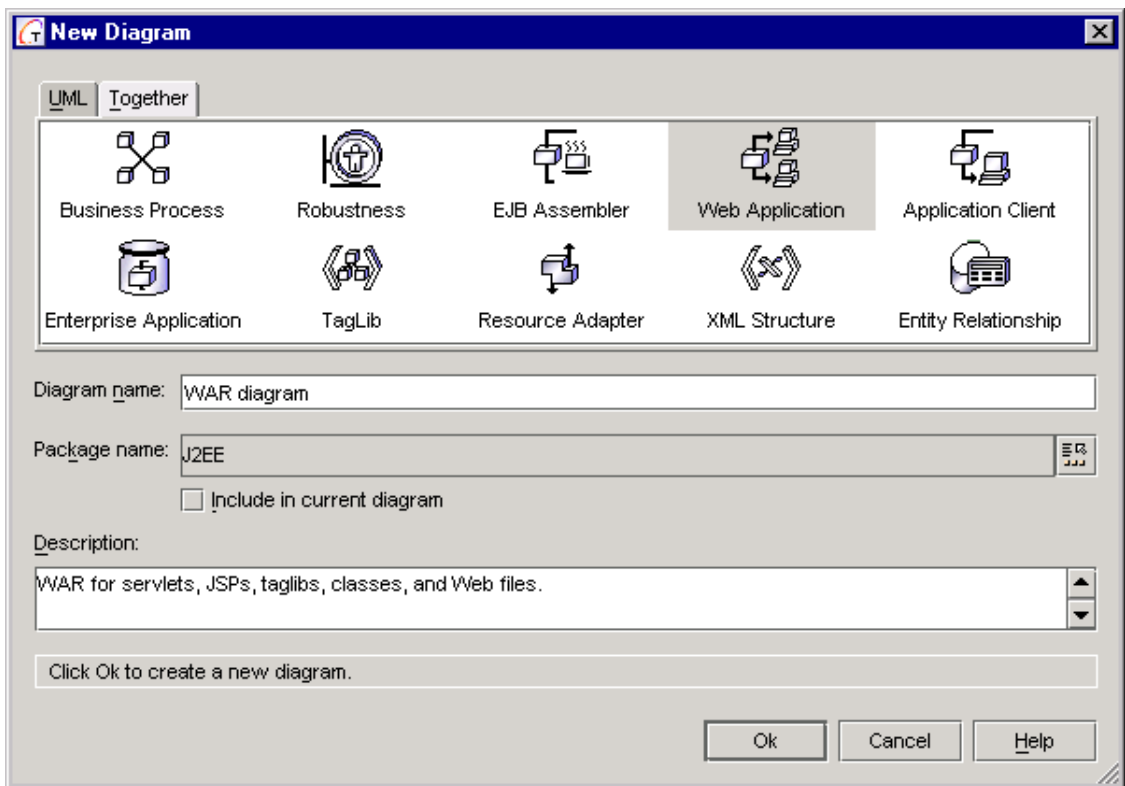 New Diagram
UML Together
Business Process Robustness EJB Assembler Web Application Application Client
Enterprise Application TagLib Resource Adapter XML Structure Entity Relationship
Diagram name: WAR diagram
Package name: J2EE
Include in current diagram
Description:
WAR for servlets, JSPs, taglibs, classes, and Web files.
Click Ok to create a new diagram.
Ok Cancel Help